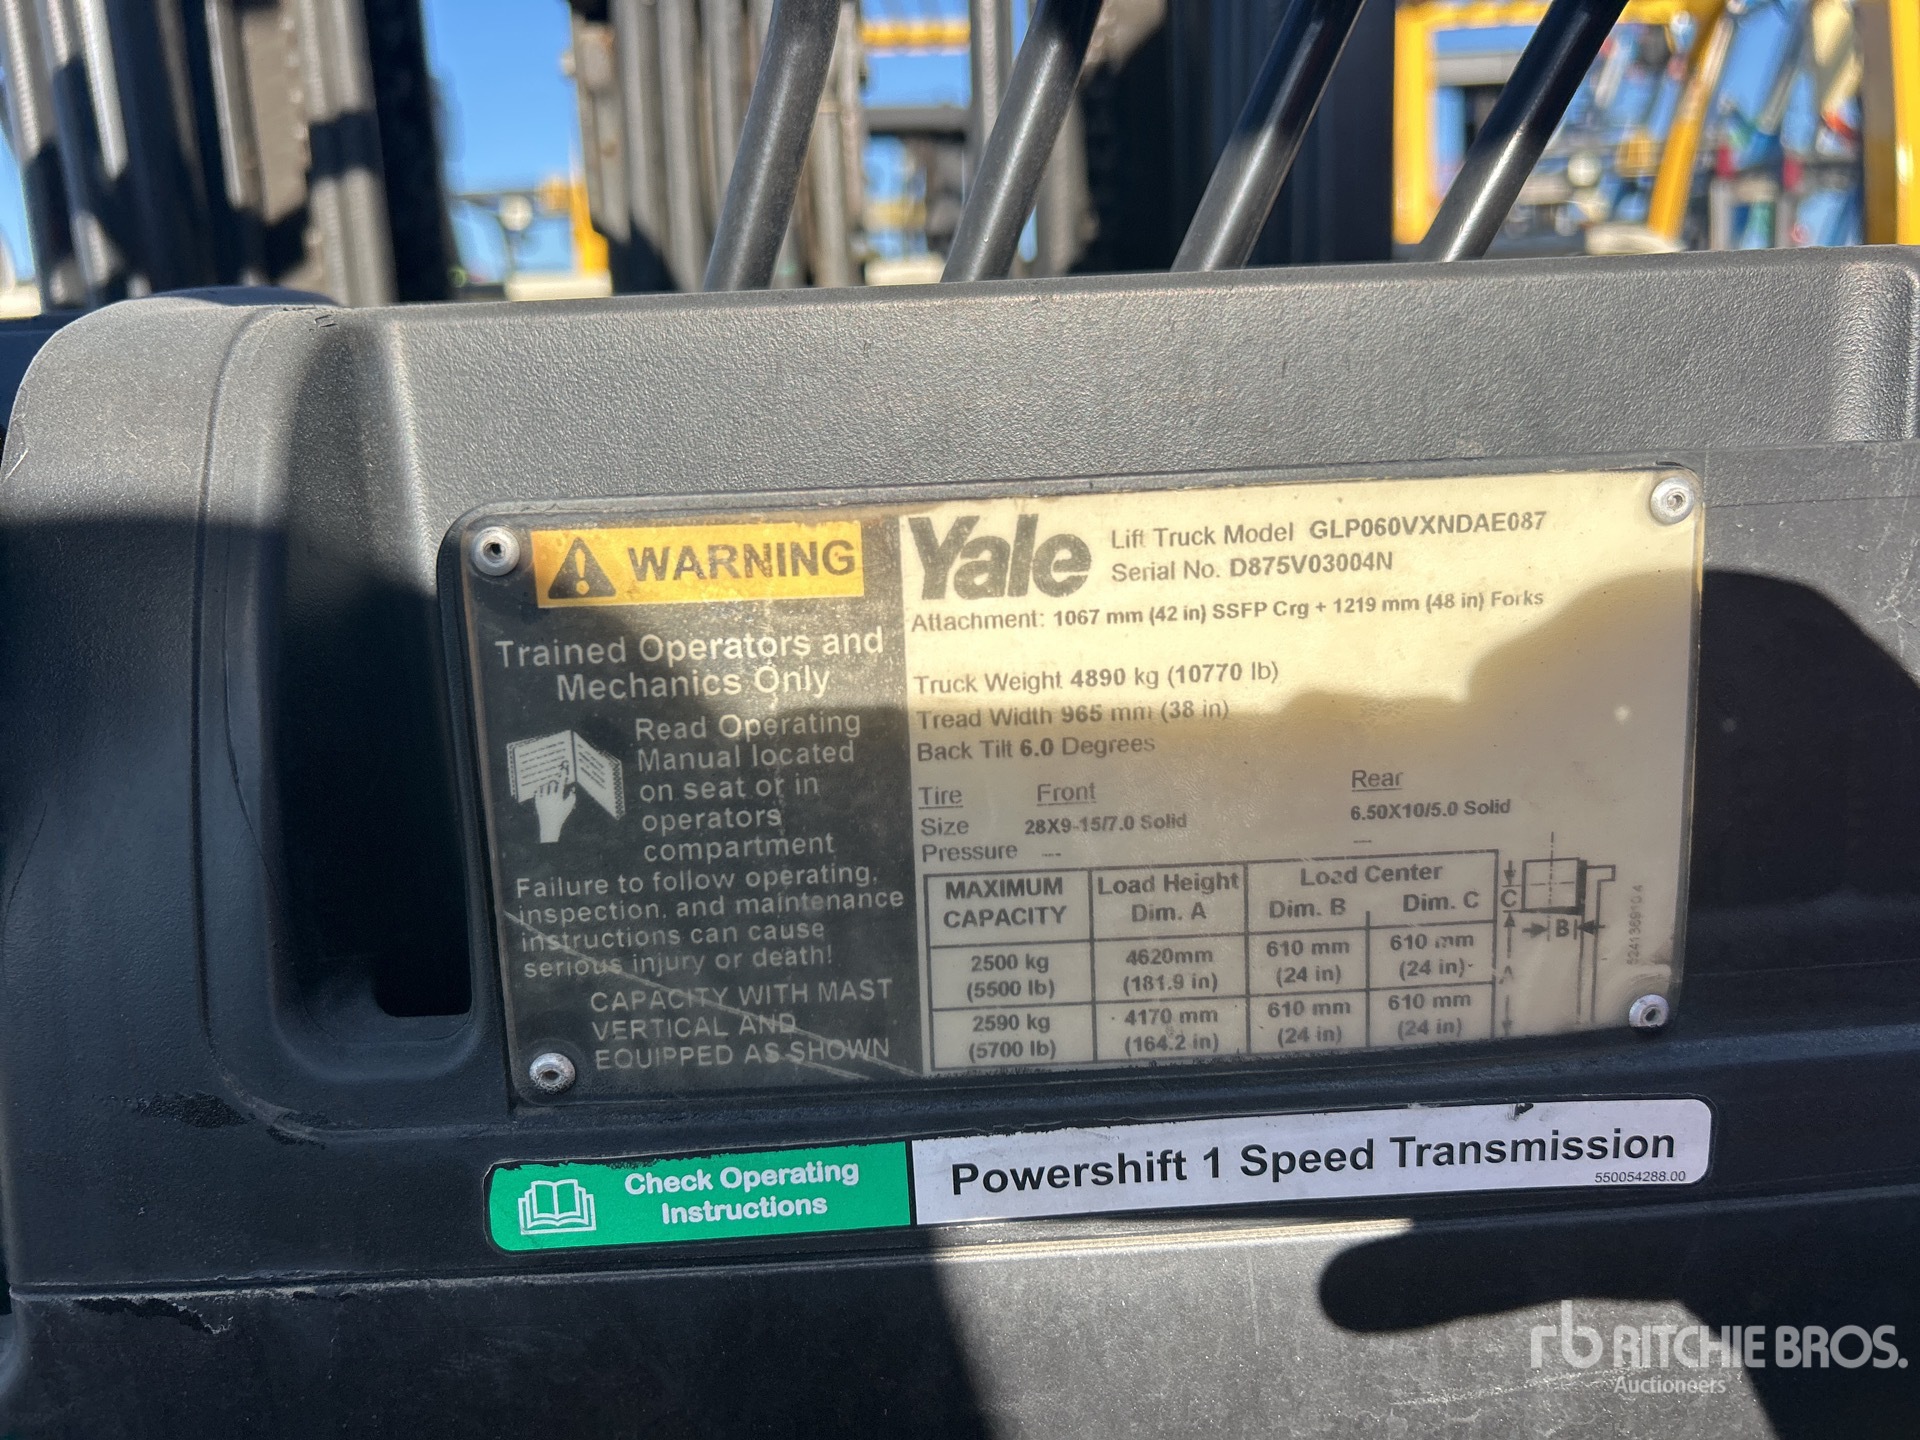 WARNING
Trained Operators and
Mechanics Only
Read Operating
Manual located
on seat or in
operators
compartment
Failure to follow operating,
inspection, and maintenance
instructions can cause
serious injury or death!
CAPACITY WITH MAST
VERTICAL AND
EQUIPPED AS SHOWN
Yale
Lift Truck Model GLP060VXNDAE087
Serial No. D875V03004N
Attachment: 1067 mm (42 in) SSFP Crg + 1219 mm (48 in) Forks
Truck Weight 4890 kg (10770 lb)
Tread Width 965 mm (38 in)
Back Tilt 6.0 Degrees
Tire Front Rear
Size 28X9-15/7.0 Solid 6.50X10/5.0 Solid
Pressure --- —
MAXIMUM CAPACITY Load Height Dim. A Load Center Dim. B Dim. C
2500 kg (5500 lb) 4620mm (181.9 in) 610 mm (24 in) 610 mm (24 in)
2590 kg (5700 lb) 4170 mm (164.2 in) 610 mm (24 in) 610 mm (24 in)
C
A
B
A
Check Operating
Instructions
Powershift 1 Speed Transmission
550054288.00
rb RITCHIE BROS.
Auctioneers